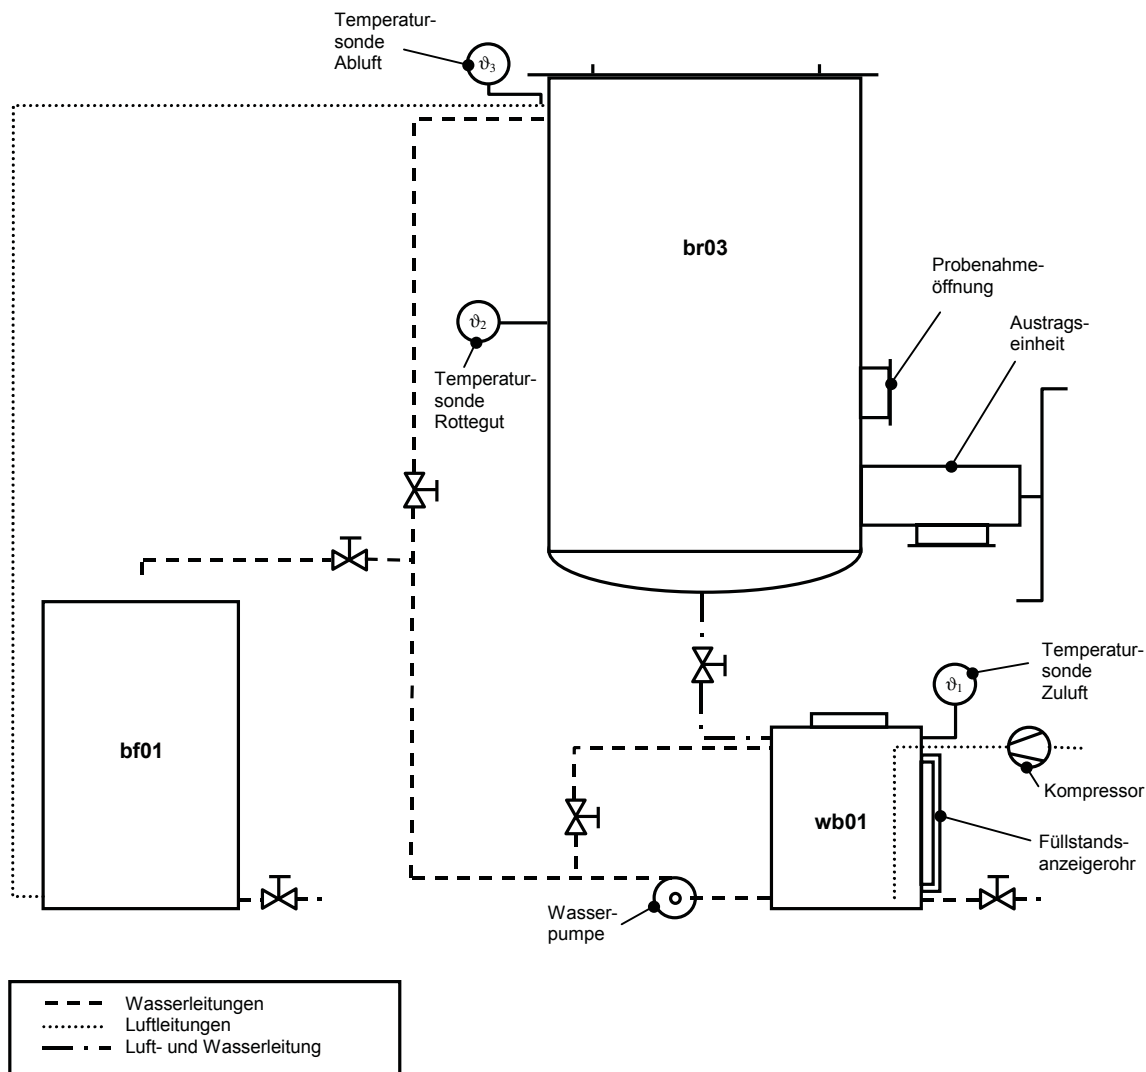 Temperatur-
sonde
Abluft
ϑ3
br03
Probenahme-
öffnung
ϑ2
Austrags-
einheit
Temperatur-
sonde
Rottegut
Temperatur-
sonde
Zuluft
ϑ1
bf01
Kompressor
wb01
Füllstands-
anzeigerohr
Wasser-
pumpe
Wasserleitungen
Luftleitungen
Luft- und Wasserleitung